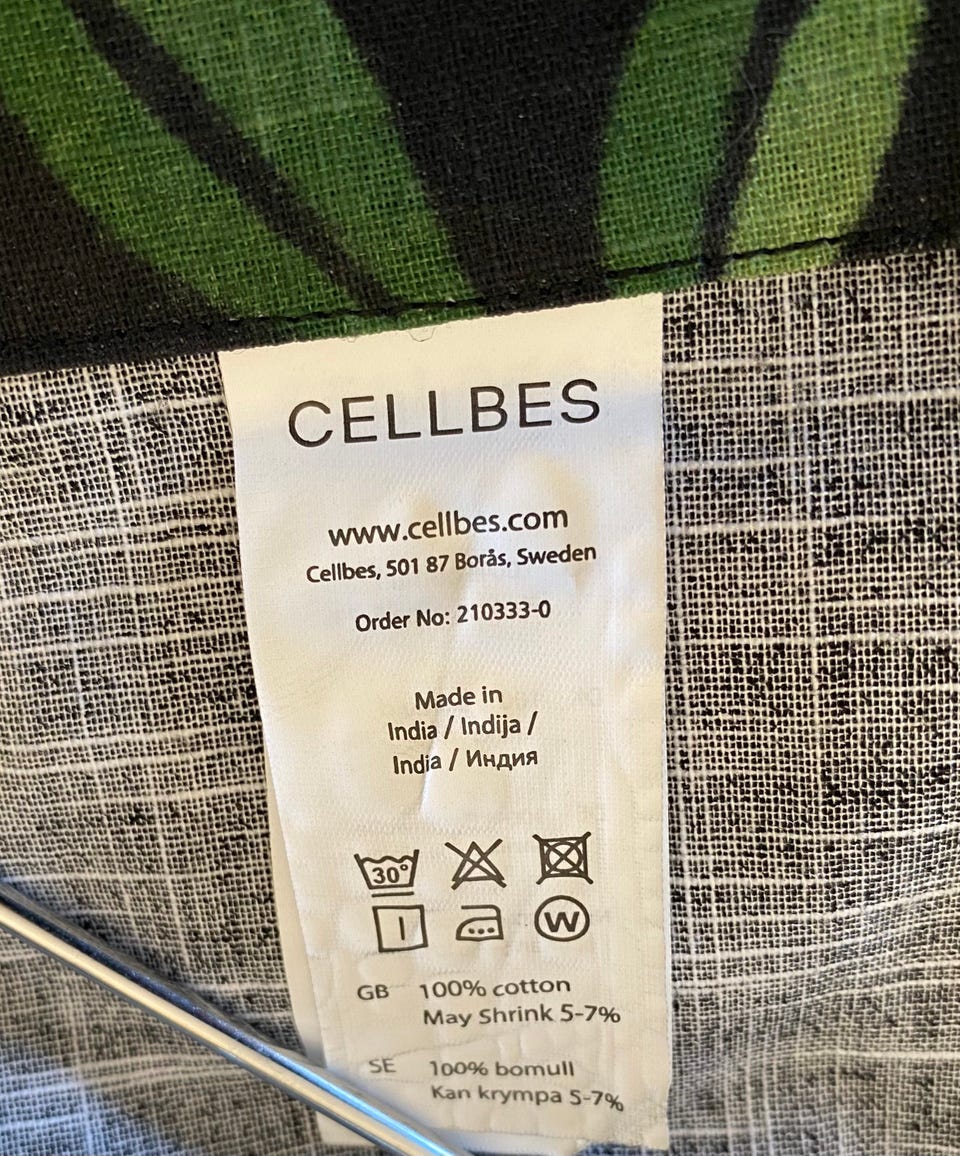 CELLBES
www.cellbes.com
Cellbes, 501 87 Borås, Sweden
Order No: 210333-0
Made in
India / Indija /
India / Индия
30°
W
GB 100% cotton
May Shrink 5-7%
SE 100% bomull
Kan krympa 5-7%